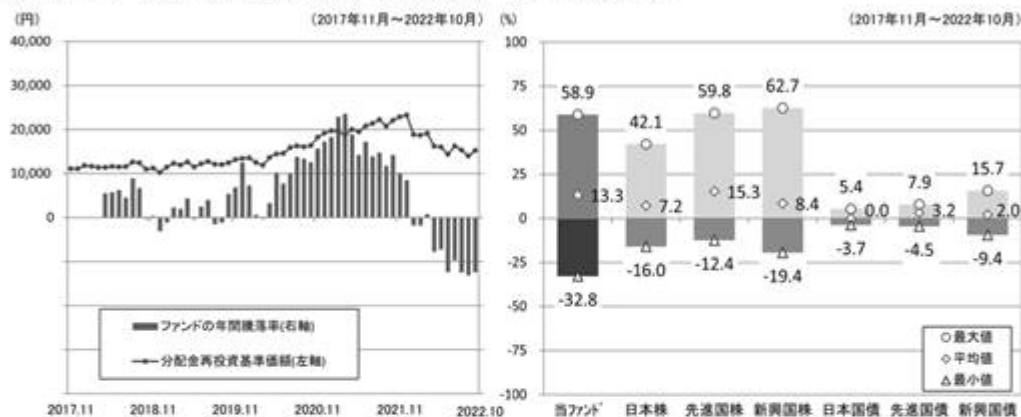 (円)
(2017年11月～2022年10月)
40,000
30,000
20,000
10,000
0
ファンドの年間騰落率(右軸)
分配金再投資基準価額(左軸)
2017.11 2018.11 2019.11 2020.11 2021.11 2022.10
(%)
(2017年11月～2022年10月)
100
75
50
25
0
-25
-50
-75
-100
58.9 42.1 59.8 62.7 5.4 7.9 15.7
13.3 7.2 15.3 8.4 0.0 3.2 2.0
-32.8 -16.0 -12.4 -19.4 -3.7 -4.5 -9.4
○最大値
◇平均値
△最小値
当ファンド 日本株 先進国株 新興国株 日本国債 先進国債 新興国債